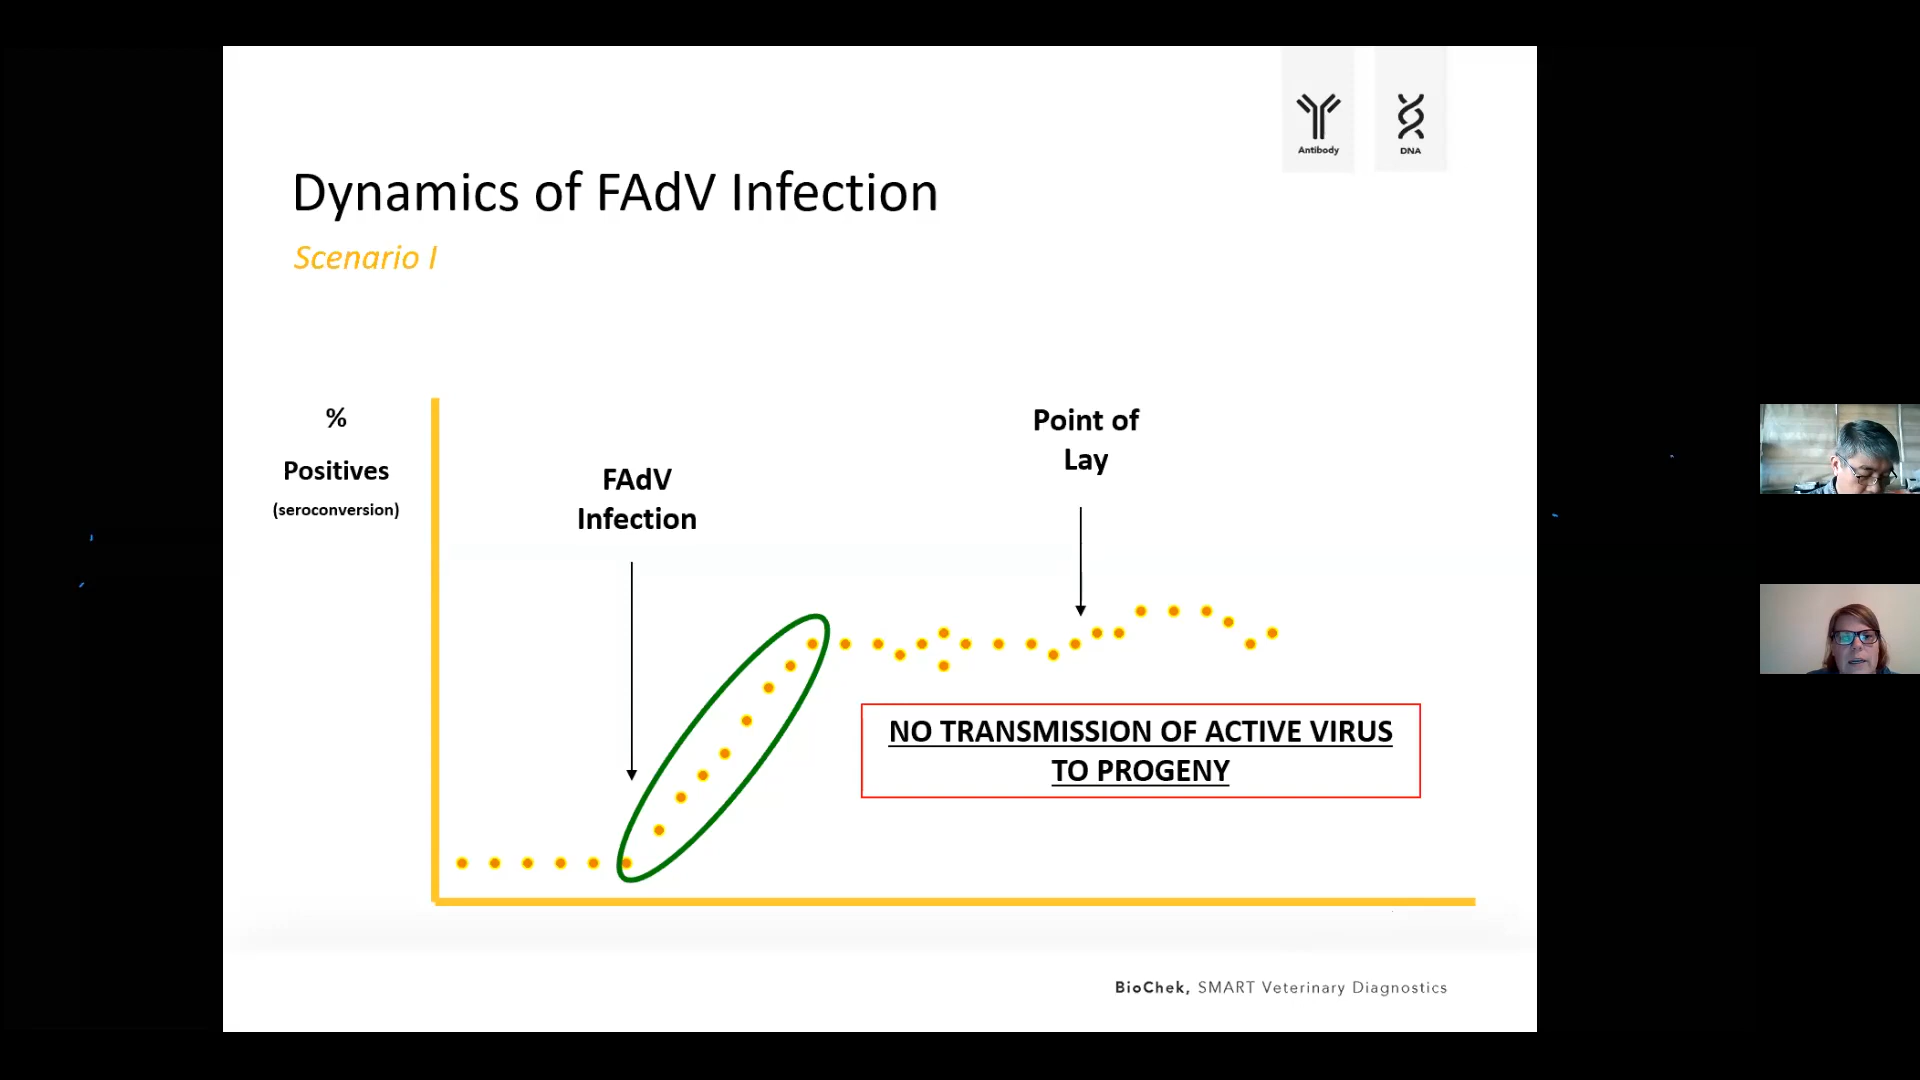 Antibody
DNA
Dynamics of FAdV Infection
Scenario I
%
Positives
(seroconversion)
FAdV
Infection
Point of
Lay
NO TRANSMISSION OF ACTIVE VIRUS
TO PROGENY
BioChek, SMART Veterinary Diagnostics